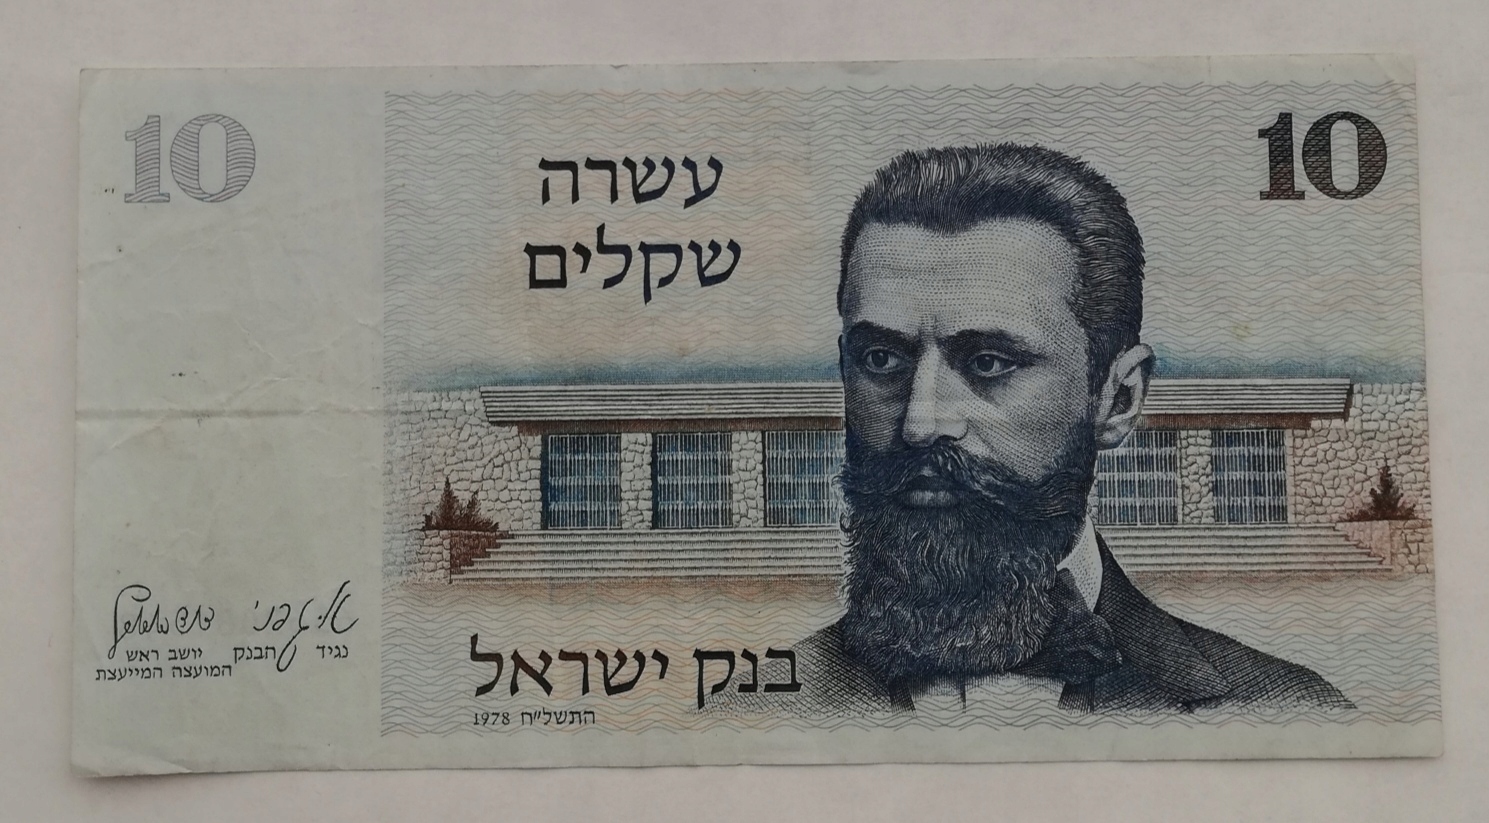 10
10
עשרה
שקלים
נגיד הבנק יושב ראש
המועצה המייעצת
בנק ישראל
התשל״ח 1978